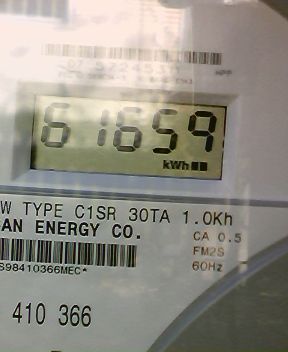 61659
kWh
W TYPE C1SR 30TA 1.0Kh
AN ENERGY CO.
CA 0.5
FM2S
60Hz
S98410366MEC*
410 366